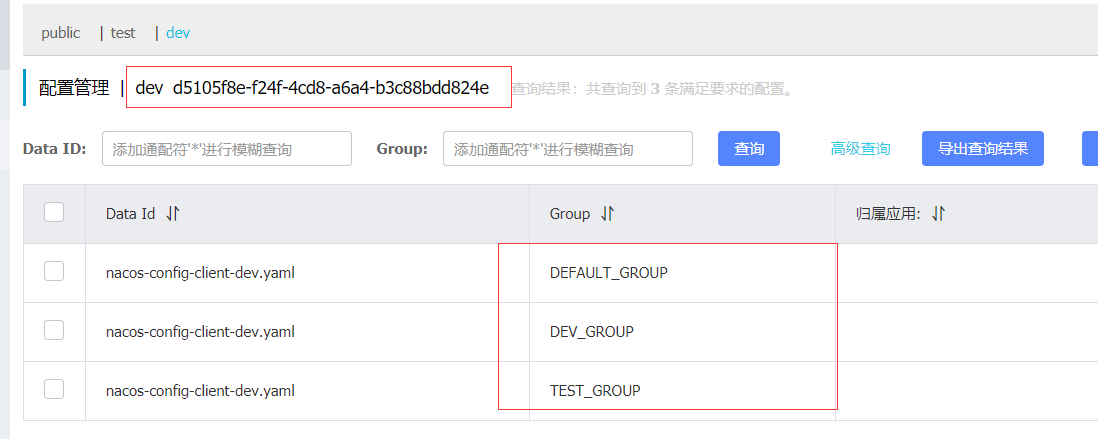 public | test | dev
配置管理 | dev d5105f8e-f24f-4cd8-a6a4-b3c88bdd824e 查询结果：共查询到 3 条满足要求的配置。
Data ID: 添加通配符'*'进行模糊查询 Group: 添加通配符'*'进行模糊查询 查询 高级查询 导出查询结果
Data Id Group 归属应用:
nacos-config-client-dev.yaml DEFAULT_GROUP
nacos-config-client-dev.yaml DEV_GROUP
nacos-config-client-dev.yaml TEST_GROUP